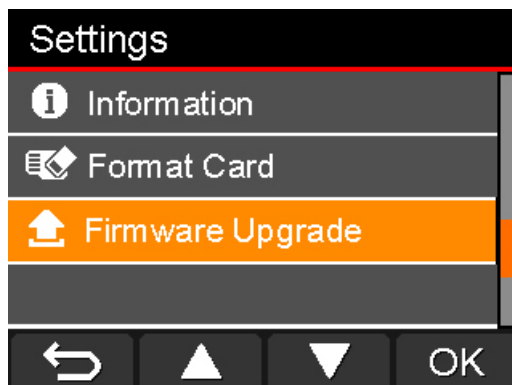 Settings
Information
Format Card
Firmware Upgrade
OK